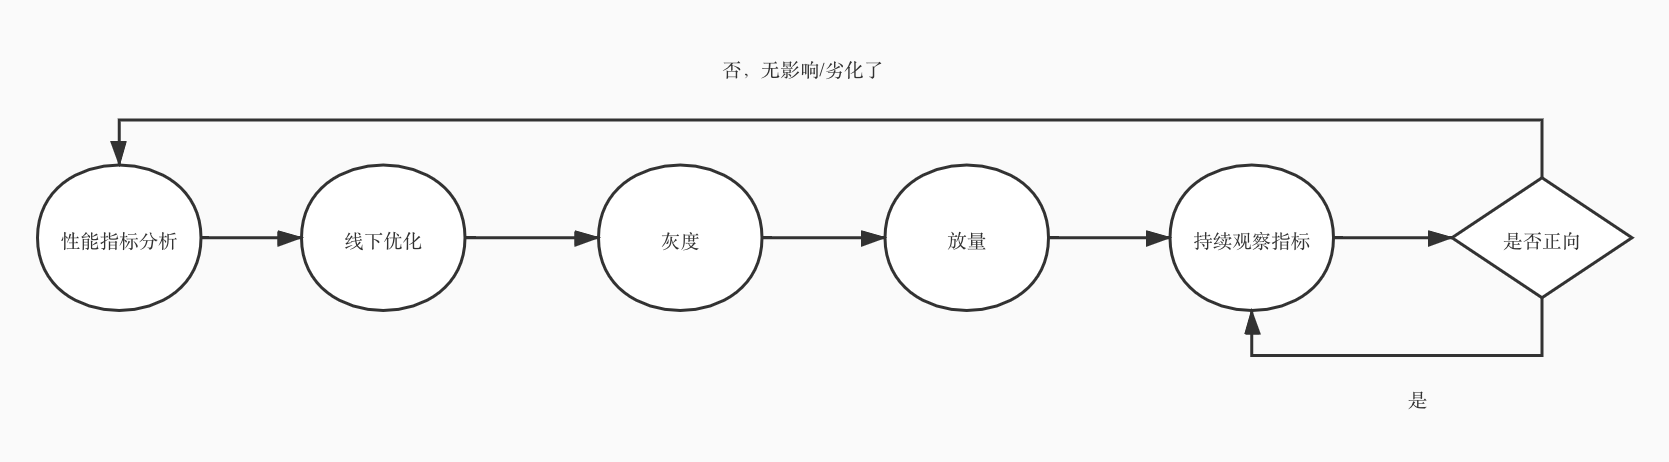 否，无影响/劣化了
性能指标分析
线下优化
灰度
放量
持续观察指标
是否正向
是